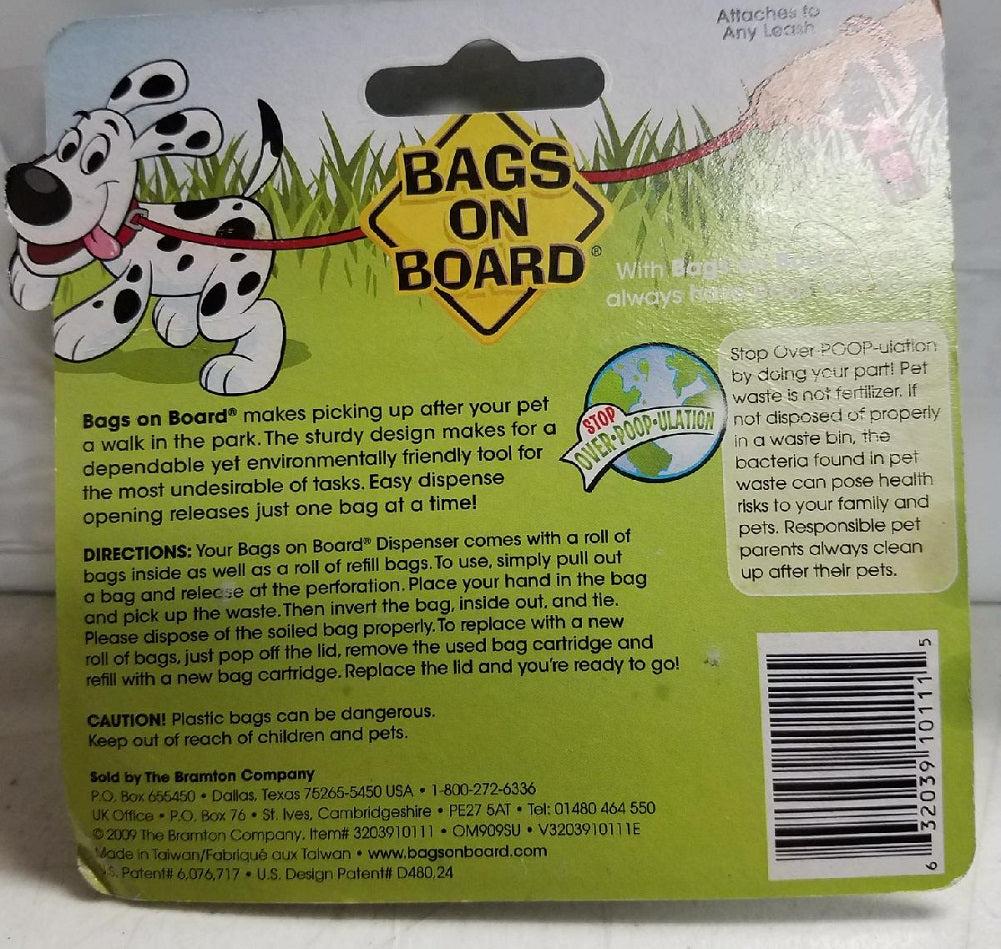 Attaches to
Any Leash
BAGS
ON
BOARD®
With Bags
always have
STOP
OVER•POOP•ULATION
Stop Over-POOP-ulation
by doing your part! Pet
waste is not fertilizer. If
not disposed of properly
in a waste bin, the
bacteria found in pet
waste can pose health
risks to your family and
pets. Responsible pet
parents always clean
up after their pets.
Bags on Board® makes picking up after your pet
a walk in the park. The sturdy design makes for a
dependable yet environmentally friendly tool for
the most undesirable of tasks. Easy dispense
opening releases just one bag at a time!
DIRECTIONS: Your Bags on Board® Dispenser comes with a roll of
bags inside as well as a roll of refill bags. To use, simply pull out
a bag and release at the perforation. Place your hand in the bag
and pick up the waste. Then invert the bag, inside out, and tie.
Please dispose of the soiled bag properly. To replace with a new
roll of bags, just pop off the lid, remove the used bag cartridge and
refill with a new bag cartridge. Replace the lid and you're ready to go!
CAUTION! Plastic bags can be dangerous.
Keep out of reach of children and pets.
Sold by The Bramton Company
P.O. Box 655450 • Dallas, Texas 75265-5450 USA • 1-800-272-6336
UK Office • P.O. Box 76 • St. Ives, Cambridgeshire • PE27 5AT • Tel: 01480 464 550
© 2009 The Bramton Company, Item# 3203910111 • OM909SU • V3203910111E
Made in Taiwan/Fabriqué aux Taiwan • www.bagsonboard.com
U.S. Patent# 6,076,717 • U.S. Design Patent# D480,24
6 32039 10111 5